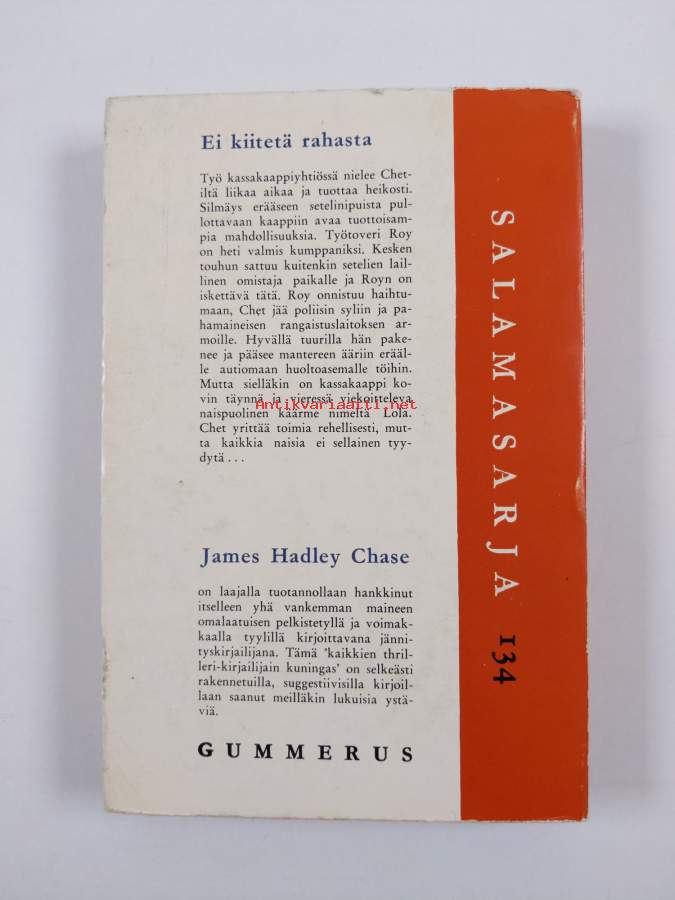 Ei kiitetä rahasta
Työ kassakaappiyhtiössä nielee Chet-
iltä liikaa aikaa ja tuottaa heikosti.
Silmäys erääseen setelinipuista pul-
lottavaan kaappiin avaa tuottoisam-
pia mahdollisuuksia. Työtoveri Roy
on heti valmis kumppaniksi. Kesken
touhun sattuu kuitenkin setelien lail-
linen omistaja paikalle ja Royn on
iskettävä tätä. Roy onnistuu haihtu-
maan, Chet jää poliisin syliin ja pa-
hamaineisen rangaistuslaitoksen ar-
moille. Hyvällä tuurilla hän pake-
nee ja pääsee mantereen ääriin erääl-
le autiomaan huoltoasemalle töihin.
Mutta sielläkin on kassakaappi ko-
vin täynnä ja vieressä viekoitteleva
Antikvariaatti.net
naispuolinen käärme nimeltä Lola.
Chet yrittää toimia rehellisesti, mut-
ta kaikkia naisia ei sellainen tyy-
dytä . . .
James Hadley Chase
on laajalla tuotannollaan hankkinut
itselleen yhä vankemman maineen
omalaatuisen pelkistetyllä ja voimak-
kaalla tyylillä kirjoittavana jänni-
tyskirjailijana. Tämä 'kaikkien thril-
leri-kirjailijain kuningas' on selkeästi
rakennetuilla, suggestiivisilla kirjoil-
laan saanut meilläkin lukuisia ystä-
viä.
GUMMERUS
SALAMASARJA 134